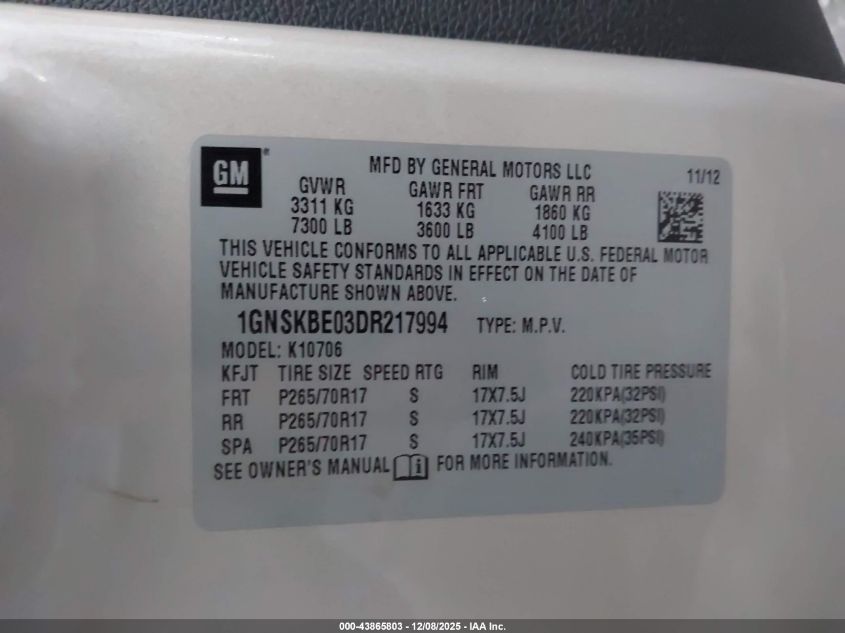 GM®
MFD BY GENERAL MOTORS LLC 11/12
GVWR GAWR FRT GAWR RR
3311 KG 1633 KG 1860 KG
7300 LB 3600 LB 4100 LB
THIS VEHICLE CONFORMS TO ALL APPLICABLE U.S. FEDERAL MOTOR
VEHICLE SAFETY STANDARDS IN EFFECT ON THE DATE OF
MANUFACTURE SHOWN ABOVE.
1GNSKBE03DR217994 TYPE: M.P.V.
MODEL: K10706
KFJT TIRE SIZE SPEED RTG RIM COLD TIRE PRESSURE
FRT P265/70R17 S 17X7.5J 220KPA(32PSI)
RR P265/70R17 S 17X7.5J 220KPA(32PSI)
SPA P265/70R17 S 17X7.5J 240KPA(35PSI)
SEE OWNER'S MANUAL FOR MORE INFORMATION.
000-43865803 - 12/08/2025 - IAA Inc.